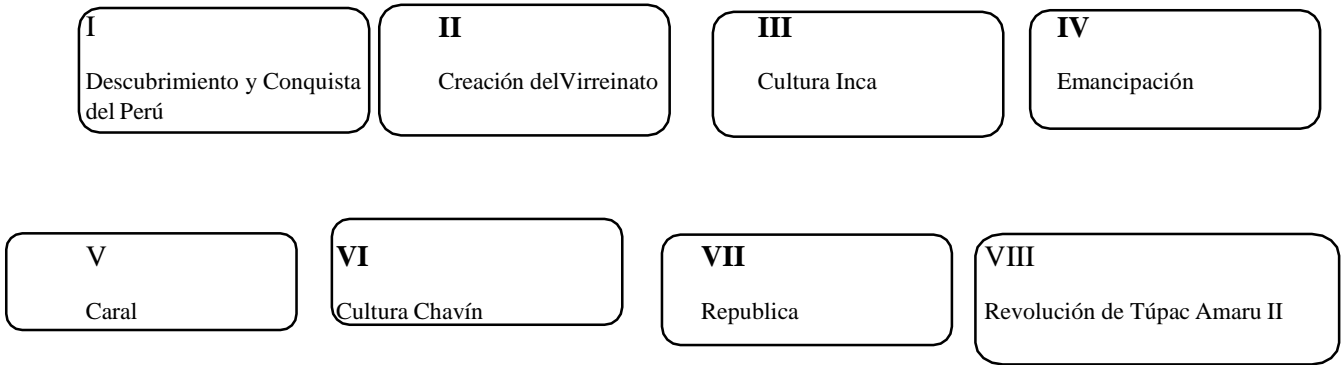 I
Descubrimiento y Conquista
del Perú
II
Creación delVirreinato
III
Cultura Inca
IV
Emancipación
V
Caral
VI
Cultura Chavín
VII
Republica
VIII
Revolución de Túpac Amaru II